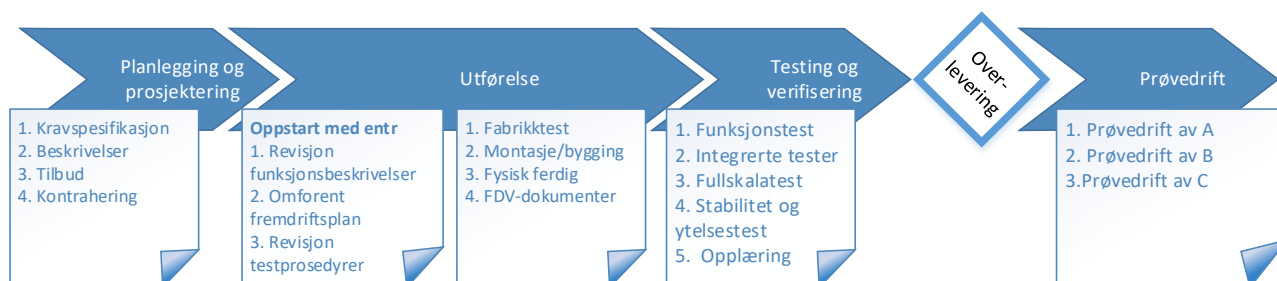 Planlegging og
prosjektering
Utførelse
Testing og
verifisering
Over-
levering
Prøvedrift
1. Kravspesifikasjon
2. Beskrivelser
3. Tilbud
4. Kontrahering
Oppstart med entr
1. Revisjon
funksjonsbeskrivelser
2. Omforent
fremdriftsplan
3. Revisjon
testprosedyrer
1. Fabrikktest
2. Montasje/bygging
3. Fysisk ferdig
4. FDV-dokumenter
1. Funksjonstest
2. Integrerte tester
3. Fullskalatest
4. Stabilitet og
ytelsestest
5. Opplæring
1. Prøvedrift av A
2. Prøvedrift av B
3.Prøvedrift av C